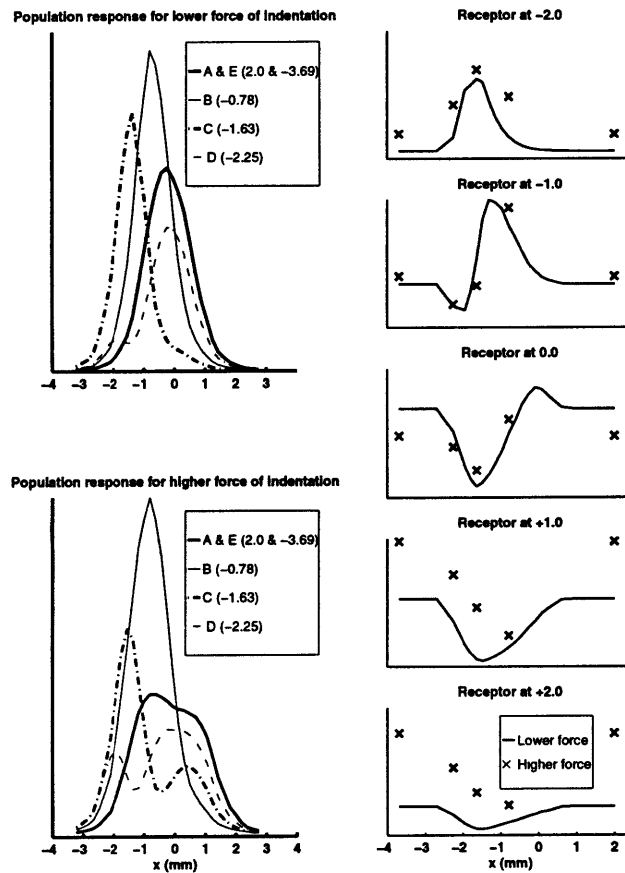 Population response for lower force of indentation
A & E (2.0 & −3.69)
B (−0.78)
C (−1.63)
D (−2.25)
−4 −3 −2 −1 0 1 2 3
Population response for higher force of indentation
A & E (2.0 & −3.69)
B (−0.78)
C (−1.63)
D (−2.25)
−4 −3 −2 −1 0 1 2 3 4
x (mm)
Receptor at −2.0
Receptor at −1.0
Receptor at 0.0
Receptor at +1.0
Receptor at +2.0
Lower force
Higher force
−4 −3 −2 −1 0 1 2
x (mm)